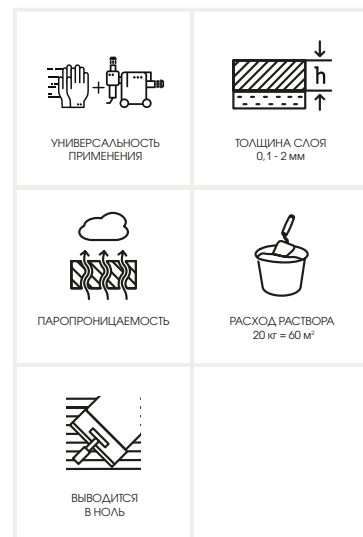 УНИВЕРСАЛЬНОСТЬ
ПРИМЕНЕНИЯ
h
ТОЛЩИНА СЛОЯ
0,1 - 2 мм
ПАРОПРОНИЦАЕМОСТЬ
РАСХОД РАСТВОРА
20 кг = 60 м²
ВЫВОДИТСЯ
В НОЛЬ